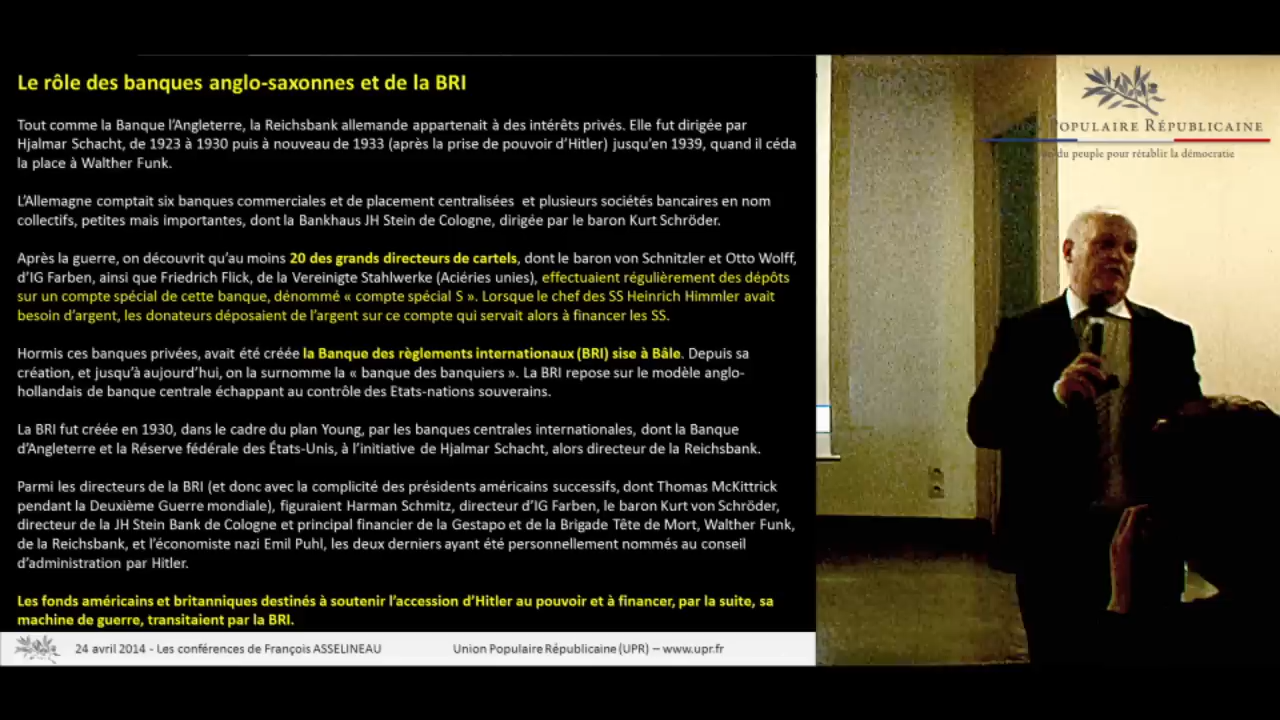 Le rôle des banques anglo-saxonnes et de la BRI
Tout comme la Banque l'Angleterre, la Reichsbank allemande appartenait à des intérêts privés. Elle fut dirigée par
Hjalmar Schacht, de 1923 à 1930 puis à nouveau de 1933 (après la prise de pouvoir d'Hitler) jusqu'en 1939, quand il céda
la place à Walther Funk.
L'Allemagne comptait six banques commerciales et de placement centralisées et plusieurs sociétés bancaires en nom
collectifs, petites mais importantes, dont la Bankhaus JH Stein de Cologne, dirigée par le baron Kurt Schröder.
Après la guerre, on découvrit qu'au moins 20 des grands directeurs de cartels, dont le baron von Schnitzler et Otto Wolff,
d'IG Farben, ainsi que Friedrich Flick, de la Vereinigte Stahlwerke (Aciéries unies), effectuaient régulièrement des dépôts
sur un compte spécial de cette banque, dénommé « compte spécial S ». Lorsque le chef des SS Heinrich Himmler avait
besoin d'argent, les donateurs déposaient de l'argent sur ce compte qui servait alors à financer les SS.
Hormis ces banques privées, avait été créée la Banque des règlements internationaux (BRI) sise à Bâle. Depuis sa
création, et jusqu'à aujourd'hui, on la surnomme la « banque des banquiers ». La BRI repose sur le modèle anglo-
hollandais de banque centrale échappant au contrôle des Etats-nations souverains.
La BRI fut créée en 1930, dans le cadre du plan Young, par les banques centrales internationales, dont la Banque
d'Angleterre et la Réserve fédérale des États-Unis, à l'initiative de Hjalmar Schacht, alors directeur de la Reichsbank.
Parmi les directeurs de la BRI (et donc avec la complicité des présidents américains successifs, dont Thomas McKittrick
pendant la Deuxième Guerre mondiale), figuraient Harman Schmitz, directeur d'IG Farben, le baron Kurt von Schröder,
directeur de la JH Stein Bank de Cologne et principal financier de la Gestapo et de la Brigade Tête de Mort, Walther Funk,
de la Reichsbank, et l'économiste nazi Emil Puhl, les deux derniers ayant été personnellement nommés au conseil
d'administration par Hitler.
Les fonds américains et britanniques destinés à soutenir l'accession d'Hitler au pouvoir et à financer, par la suite, sa
machine de guerre, transitaient par la BRI.
24 avril 2014 - Les conférences de François ASSELINEAU Union Populaire Républicaine (UPR) – www.upr.fr
Populaire Républicaine
du peuple pour rétablir la démocratie